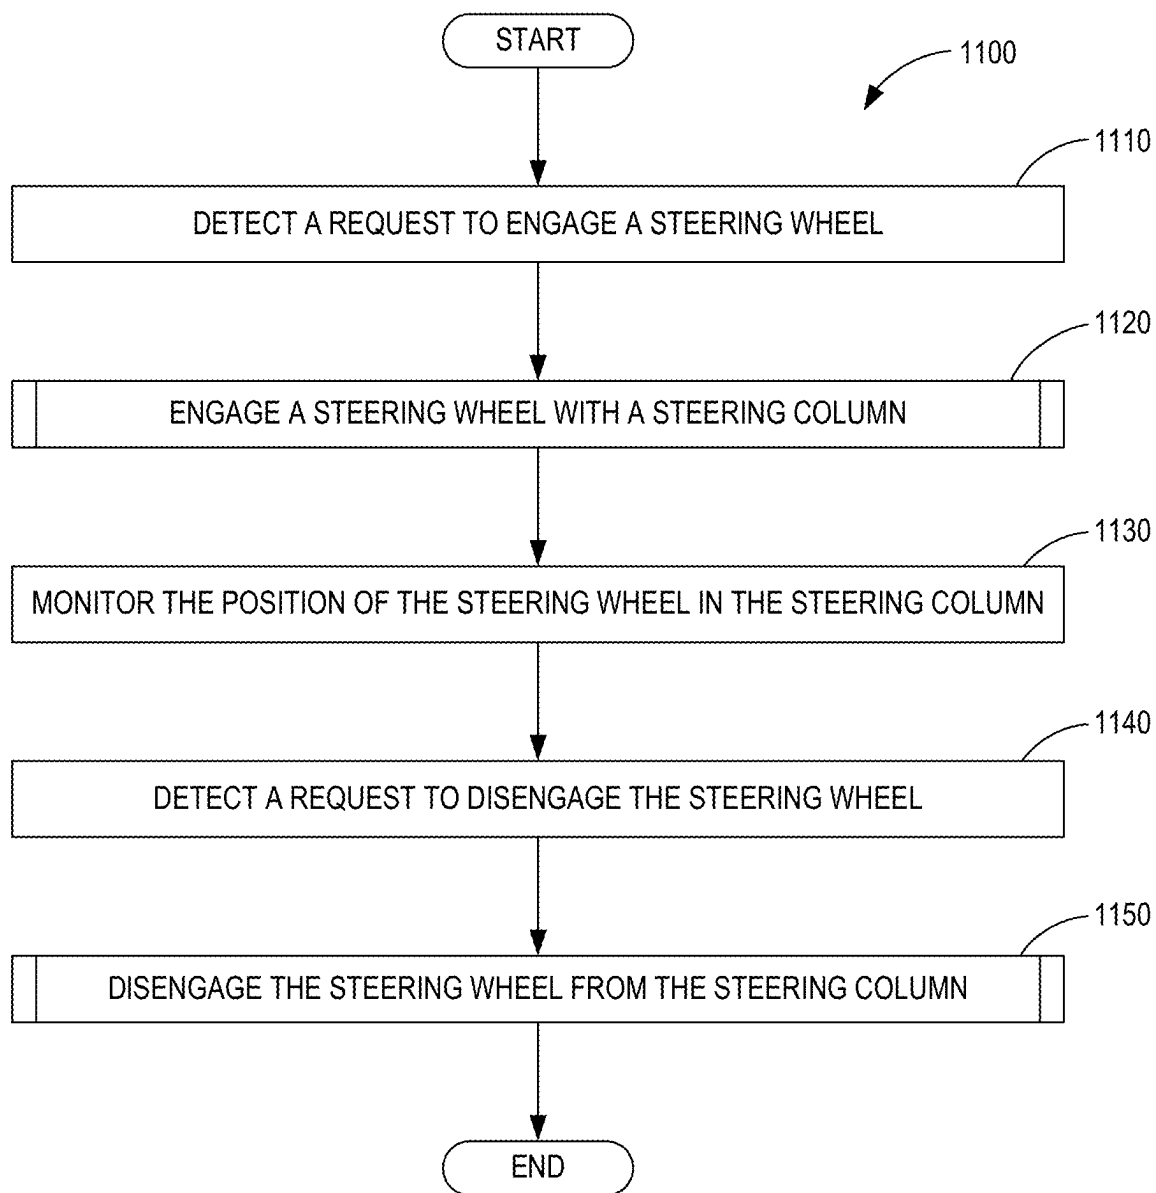 START
1100
1110
DETECT A REQUEST TO ENGAGE A STEERING WHEEL
1120
ENGAGE A STEERING WHEEL WITH A STEERING COLUMN
1130
MONITOR THE POSITION OF THE STEERING WHEEL IN THE STEERING COLUMN
1140
DETECT A REQUEST TO DISENGAGE THE STEERING WHEEL
1150
DISENGAGE THE STEERING WHEEL FROM THE STEERING COLUMN
END